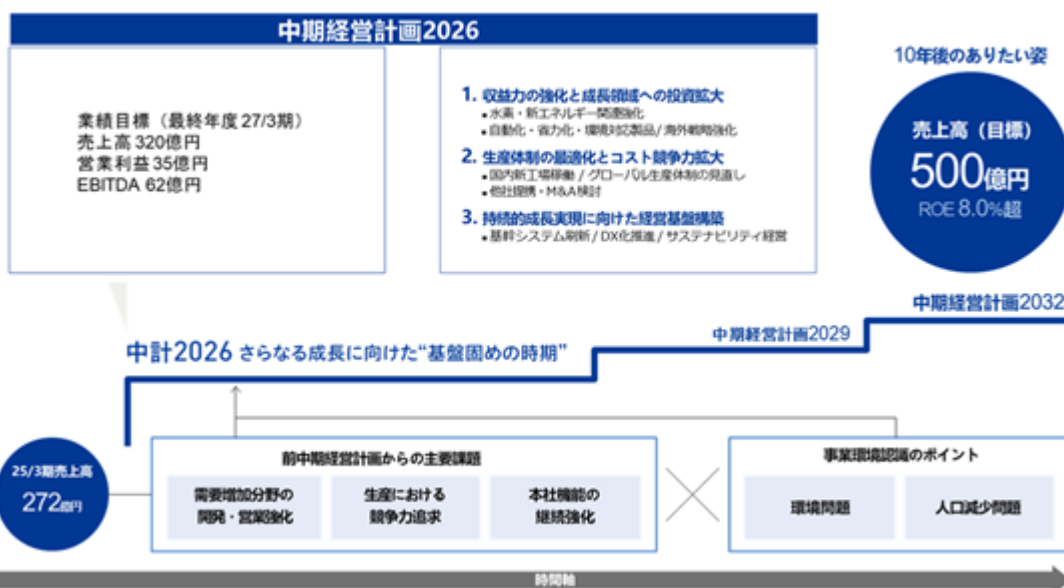 中期経営計画2026
業績目標（最終年度 27/3期）
売上高 320億円
営業利益 35億円
EBITDA 62億円
1. 収益力の強化と成長領域への投資拡大
▪水素・新エネルギー関連強化
▪自動化・省力化・環境対応製品/ 海外戦略強化
2. 生産体制の最適化とコスト競争力拡大
▪国内新工場稼働 / グローバル生産体制の見直し
▪他社提携・M&A検討
3. 持続的成長実現に向けた経営基盤構築
▪基幹システム刷新/ DX化推進/ サステナビリティ経営
10年後のありたい姿
売上高（目標）
500億円
ROE 8.0%超
中期経営計画2032
中期経営計画2029
中計2026 さらなる成長に向けた“基盤固めの時期”
25/3期売上高
272億円
前中期経営計画からの主要課題
需要増加分野の
開発・営業強化
生産における
競争力追求
本社機能の
継続強化
事業環境認識のポイント
環境問題
人口減少問題
時間軸